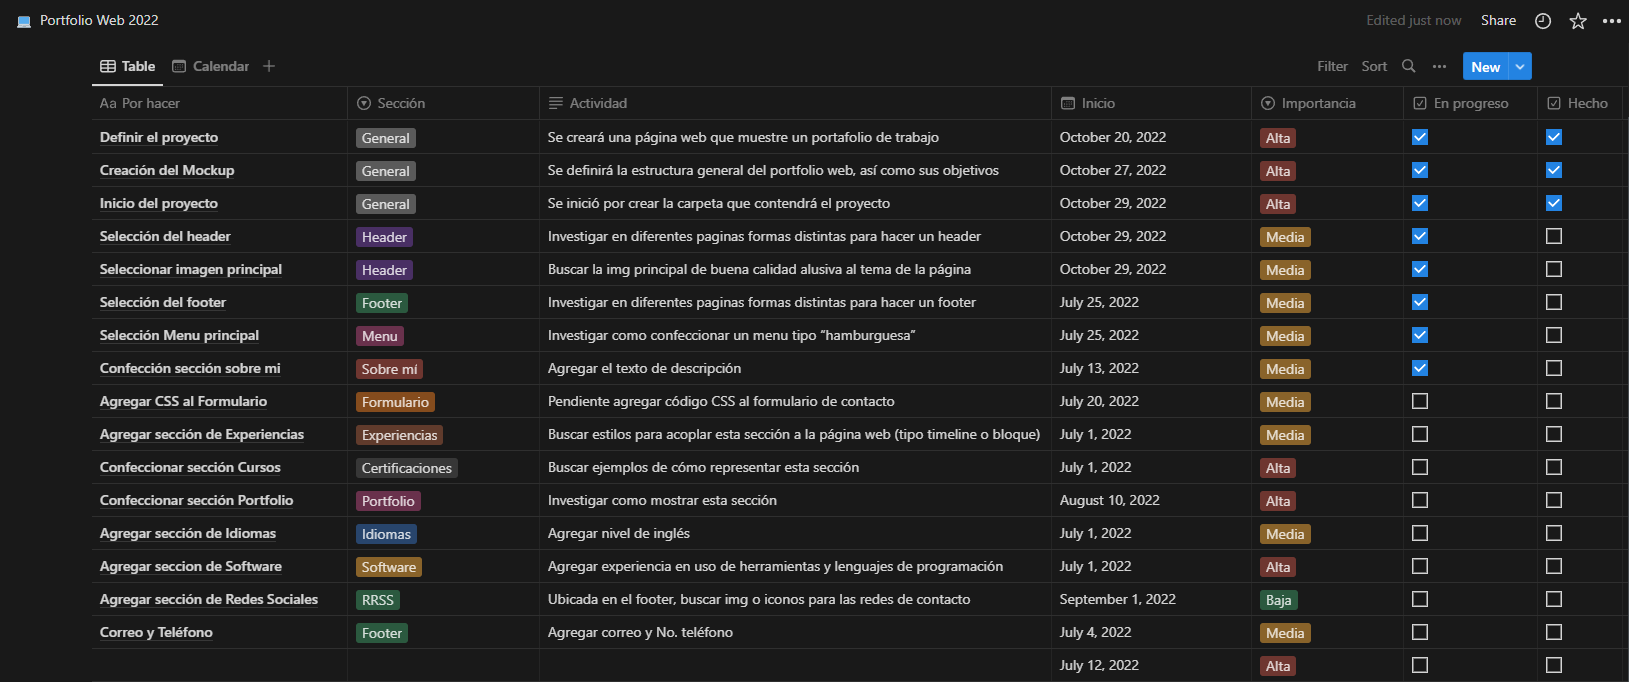 Portfolio Web 2022
Edited just now Share
Table Calendar
Filter Sort New
Aa Por hacer Sección Actividad Inicio Importancia En progreso Hecho
Definir el proyecto General Se creará una página web que muestre un portafolio de trabajo October 20, 2022 Alta
Creación del Mockup General Se definirá la estructura general del portfolio web, así como sus objetivos October 27, 2022 Alta
Inicio del proyecto General Se inició por crear la carpeta que contendrá el proyecto October 29, 2022 Alta
Selección del header Header Investigar en diferentes paginas formas distintas para hacer un header October 29, 2022 Media
Seleccionar imagen principal Header Buscar la img principal de buena calidad alusiva al tema de la página October 29, 2022 Media
Selección del footer Footer Investigar en diferentes paginas formas distintas para hacer un footer July 25, 2022 Media
Selección Menu principal Menu Investigar como confeccionar un menu tipo “hamburguesa” July 25, 2022 Media
Confección sección sobre mi Sobre mí Agregar el texto de descripción July 13, 2022 Media
Agregar CSS al Formulario Formulario Pendiente agregar código CSS al formulario de contacto July 20, 2022 Media
Agregar sección de Experiencias Experiencias Buscar estilos para acoplar esta sección a la página web (tipo timeline o bloque) July 1, 2022 Media
Confeccionar sección Cursos Certificaciones Buscar ejemplos de cómo representar esta sección July 1, 2022 Alta
Confeccionar sección Portfolio Portfolio Investigar como mostrar esta sección August 10, 2022 Alta
Agregar sección de Idiomas Idiomas Agregar nivel de inglés July 1, 2022 Media
Agregar seccion de Software Software Agregar experiencia en uso de herramientas y lenguajes de programación July 1, 2022 Alta
Agregar sección de Redes Sociales RRSS Ubicada en el footer, buscar img o iconos para las redes de contacto September 1, 2022 Baja
Correo y Teléfono Footer Agregar correo y No. teléfono July 4, 2022 Media
July 12, 2022 Alta